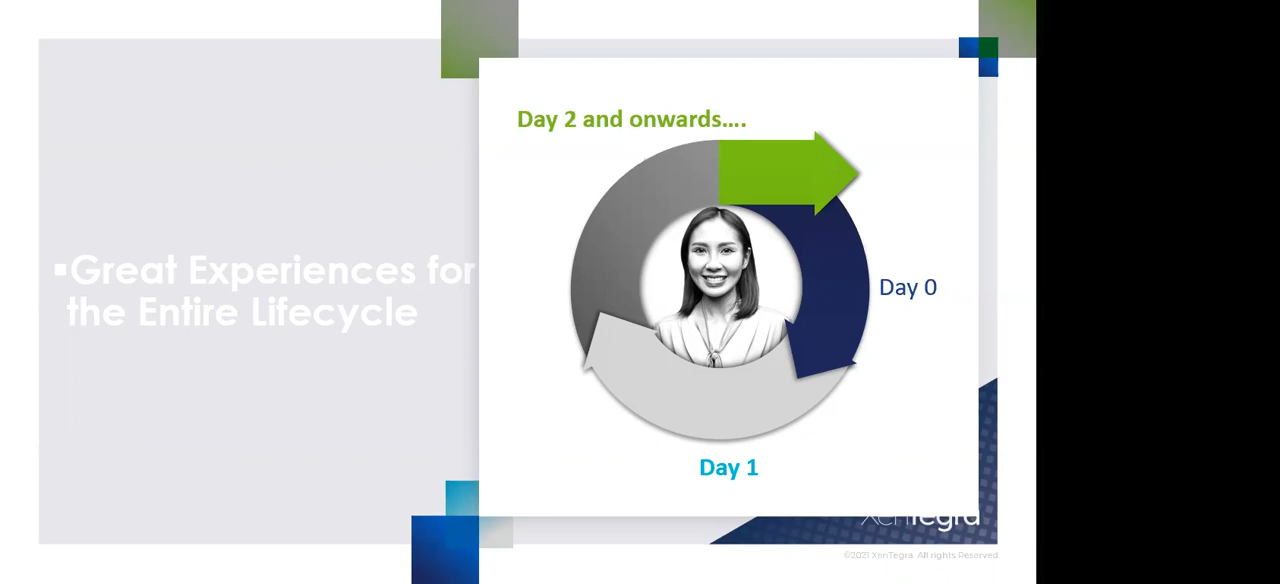 Day 2 and onwards....
▪Great Experiences for
the Entire Lifecycle
Day 0
Day 1
XenTegra
©2021 XenTegra. All rights Reserved.